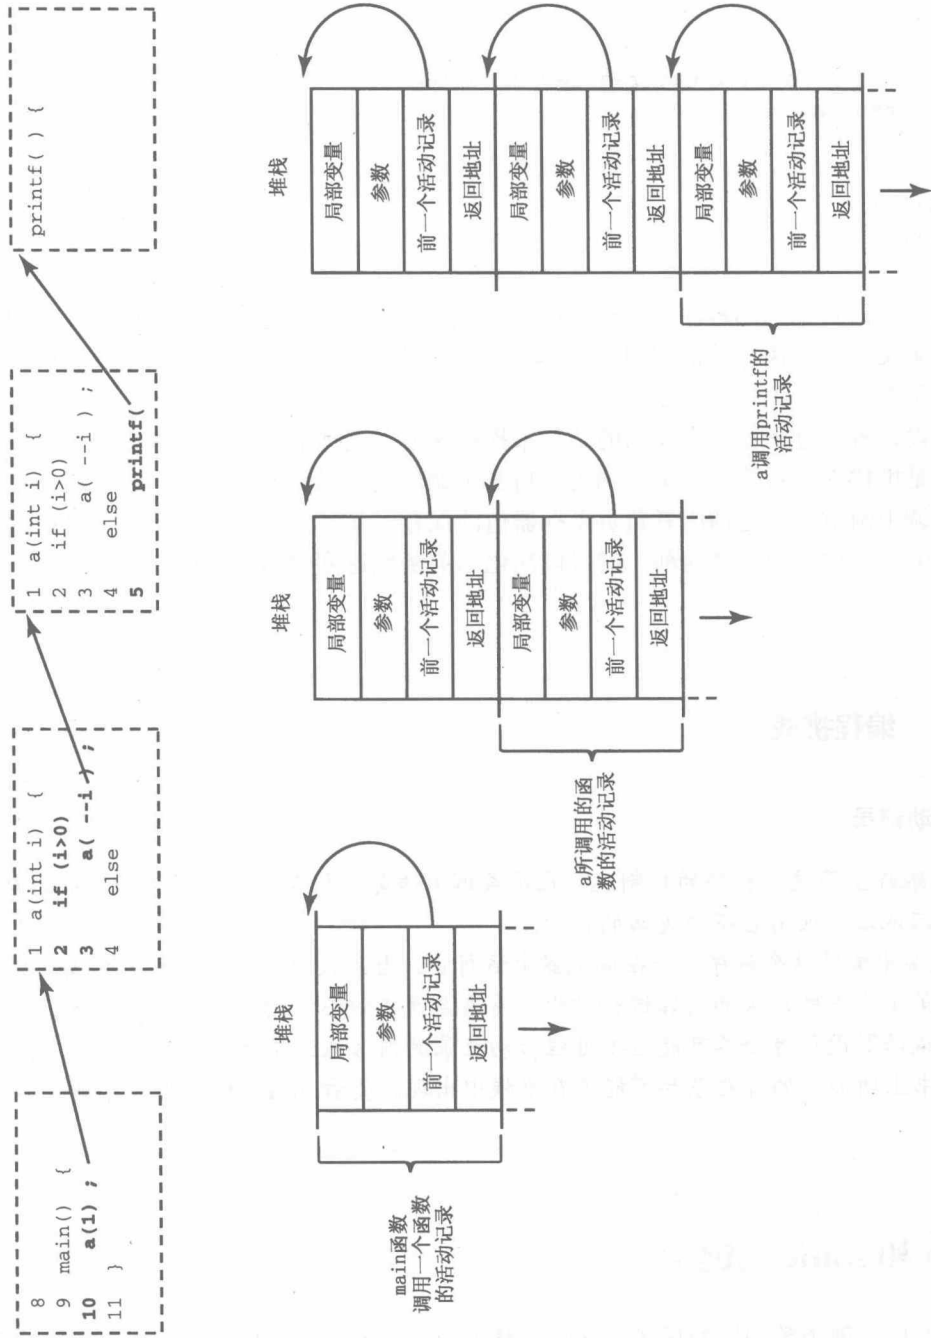 8
9 main() {
10 a(1) ;
11 }
1 a(int i) {
2 if (i>0)
3 a( --i ) ;
4 else
1 a(int i) {
2 if (i>0)
3 a( --i ) ;
4 else
5 printf(
printf( ) {
堆栈
局部变量
参数
前一个活动记录
返回地址
main函数
调用一个函数
的活动记录
堆栈
局部变量
参数
前一个活动记录
返回地址
局部变量
参数
前一个活动记录
返回地址
a所调用的函
数的活动记录
堆栈
局部变量
参数
前一个活动记录
返回地址
局部变量
参数
前一个活动记录
返回地址
局部变量
参数
前一个活动记录
返回地址
a调用printf的
活动记录